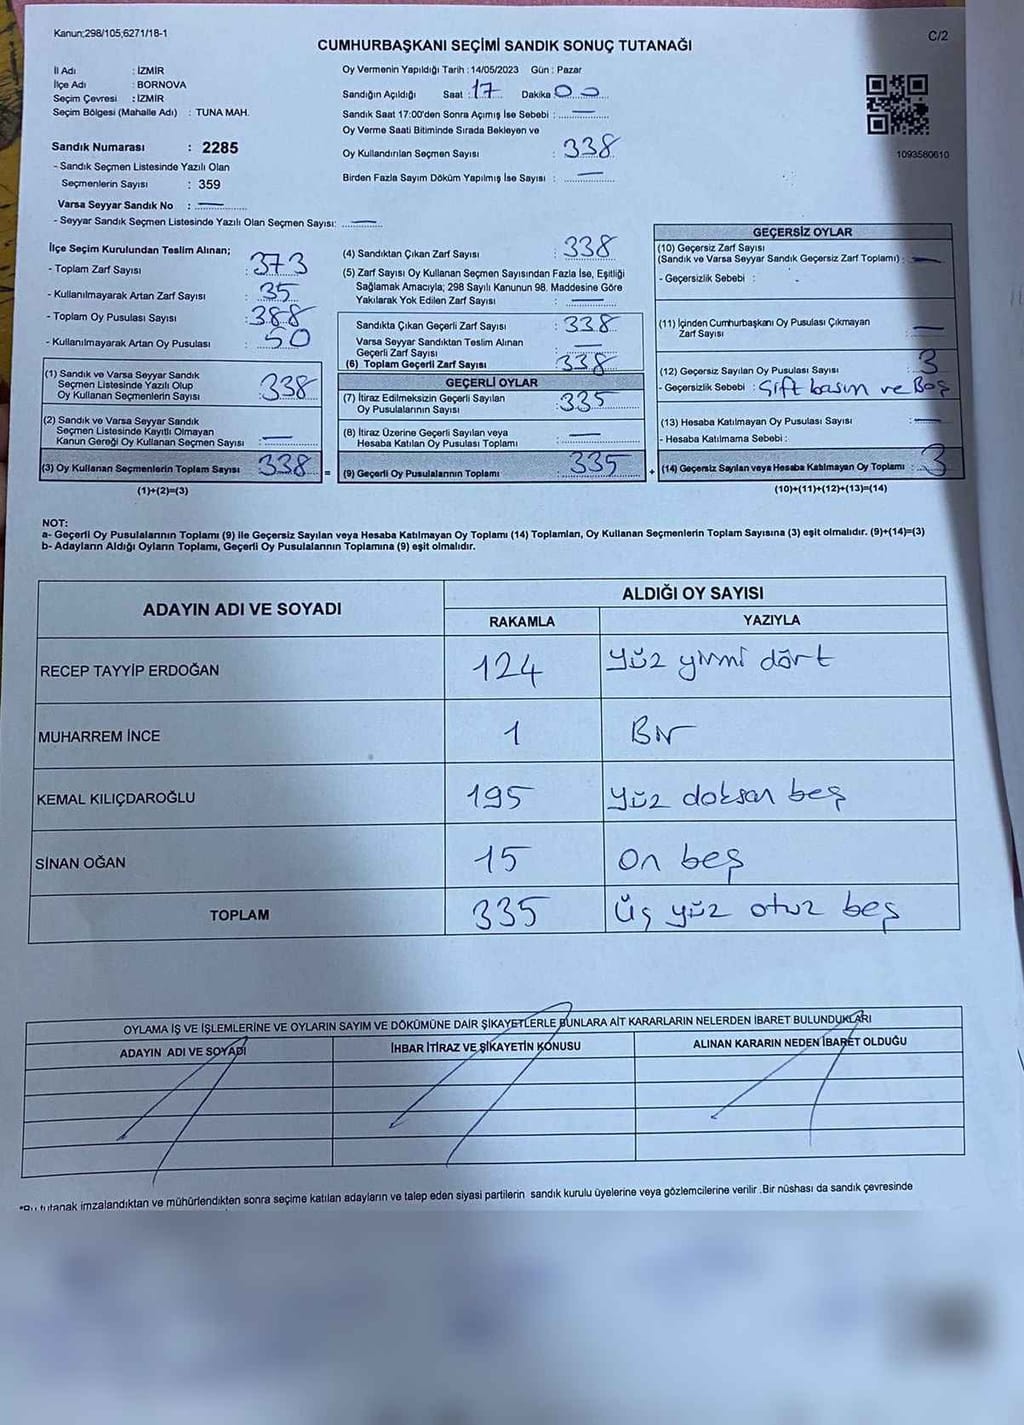 Kanun;298/105,6271/18-1
C/2
CUMHURBAŞKANI SEÇİMİ SANDIK SONUÇ TUTANAĞI
İl Adı : İZMİR
İlçe Adı : BORNOVA
Seçim Çevresi : İZMİR
Seçim Bölgesi (Mahalle Adı) : TUNA MAH.
Sandık Numarası : 2285
- Sandık Seçmen Listesinde Yazılı Olan
Seçmenlerin Sayısı : 359
Varsa Seyyar Sandık No : —
- Seyyar Sandık Seçmen Listesinde Yazılı Olan Seçmen Sayısı: —
Oy Vermenin Yapıldığı Tarih : 14/05/2023 Gün : Pazar
Sandığın Açıldığı Saat : 17 Dakika 00
Sandık Saat 17:00'den Sonra Açımış İse Sebebi : —
Oy Verme Saati Bitiminde Sırada Bekleyen ve
Oy Kullandırılan Seçmen Sayısı : 338
Birden Fazla Sayım Döküm Yapılmış İse Sayısı : —
1093580610
İlçe Seçim Kurulundan Teslim Alınan;
- Toplam Zarf Sayısı : 373
- Kullanılmayarak Artan Zarf Sayısı : 35
- Toplam Oy Pusulası Sayısı : 388
- Kullanılmayarak Artan Oy Pusulası : 50
(1) Sandık ve Varsa Seyyar Sandık
Seçmen Listesinde Yazılı Olup
Oy Kullanan Seçmenlerin Sayısı : 338
(2) Sandık ve Varsa Seyyar Sandık
Seçmen Listesinde Kayıtlı Olmayan
Kanun Gereği Oy Kullanan Seçmen Sayısı : —
(3) Oy Kullanan Seçmenlerin Toplam Sayısı 338 =
(1)+(2)=(3)
(4) Sandıktan Çıkan Zarf Sayısı : 338
(5) Zarf Sayısı Oy Kullanan Seçmen Sayısından Fazla İse, Eşitliği
Sağlamak Amacıyla; 298 Sayılı Kanunun 98. Maddesine Göre
Yakılarak Yok Edilen Zarf Sayısı : —
Sandıkta Çıkan Geçerli Zarf Sayısı : 338
Varsa Seyyar Sandıktan Teslim Alınan
Geçerli Zarf Sayısı : —
(6) Toplam Geçerli Zarf Sayısı : 338
GEÇERLİ OYLAR
(7) İtiraz Edilmeksizin Geçerli Sayılan
Oy Pusulalarının Sayısı : 335
(8) İtiraz Üzerine Geçerli Sayılan veya
Hesaba Katılan Oy Pusulası Toplamı : —
(9) Geçerli Oy Pusulalarının Toplamı : 335 +
GEÇERSİZ OYLAR
(10) Geçersiz Zarf Sayısı
(Sandık ve Varsa Seyyar Sandık Geçersiz Zarf Toplamı) : —
- Geçersizlik Sebebi :
(11) İçinden Cumhurbaşkanı Oy Pusulası Çıkmayan
Zarf Sayısı : —
(12) Geçersiz Sayılan Oy Pusulası Sayısı : 3
- Geçersizlik Sebebi : Çift basım ve Boş
(13) Hesaba Katılmayan Oy Pusulası Sayısı : —
- Hesaba Katılmama Sebebi :
(14) Geçersiz Sayılan veya Hesaba Katılmayan Oy Toplamı : 3
(10)+(11)+(12)+(13)=(14)
NOT:
a- Geçerli Oy Pusulalarının Toplamı (9) ile Geçersiz Sayılan veya Hesaba Katılmayan Oy Toplamı (14) Toplamları, Oy Kullanan Seçmenlerin Toplam Sayısına (3) eşit olmalıdır. (9)+(14)=(3)
b- Adayların Aldığı Oyların Toplamı, Geçerli Oy Pusulalarının Toplamına (9) eşit olmalıdır.
ADAYIN ADI VE SOYADI
ALDIĞI OY SAYISI
RAKAMLA YAZIYLA
RECEP TAYYİP ERDOĞAN 124 Yüz yirmi dört
MUHARREM İNCE 1 Bir
KEMAL KILIÇDAROĞLU 195 Yüz doksan beş
SİNAN OĞAN 15 On beş
TOPLAM 335 Üç yüz otuz beş
OYLAMA İŞ VE İŞLEMLERİNE VE OYLARIN SAYIM VE DÖKÜMÜNE DAİR ŞİKAYETLERLE BUNLARA AİT KARARLARIN NELERDEN İBARET BULUNDUKLARI
ADAYIN ADI VE SOYADI İHBAR İTİRAZ VE ŞİKAYETİN KONUSU ALINAN KARARIN NEDEN İBARET OLDUĞU
*Bu tutanak imzalandıktan ve mühürlendikten sonra seçime katılan adayların ve talep eden siyasi partilerin sandık kurulu üyelerine veya gözlemcilerine verilir .Bir nüshası da sandık çevresinde